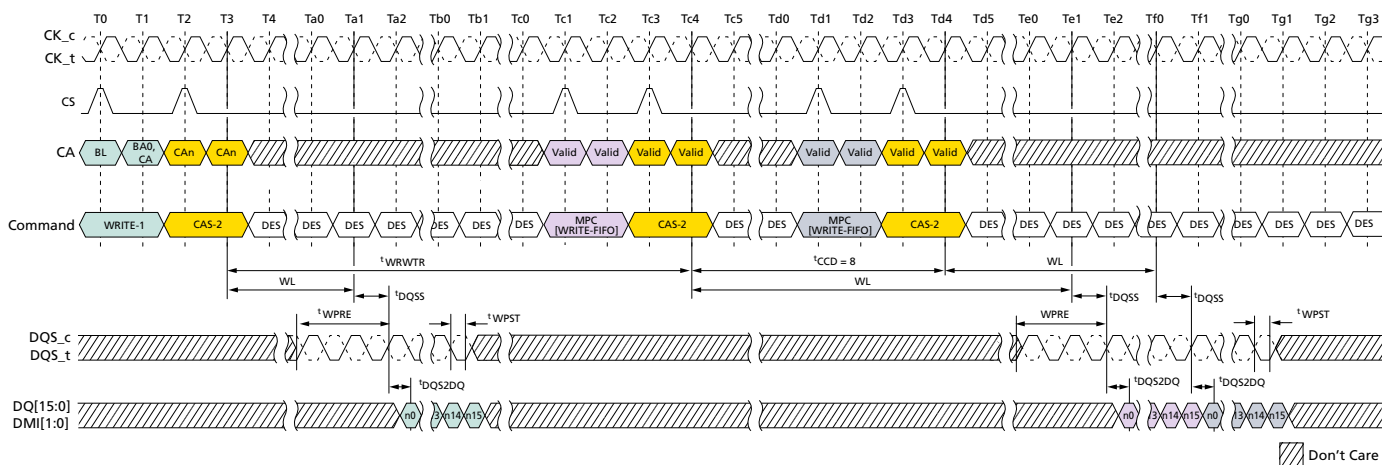 T0 T1 T2 T3 T4 Ta0 Ta1 Ta2 Tb0 Tb1 Tc0 Tc1 Tc2 Tc3 Tc4 Tc5 Td0 Td1 Td2 Td3 Td4 Td5 Te0 Te1 Te2 Tf0 Tf1 Tg0 Tg1 Tg2 Tg3
CK_c
CK_t
CS
CA BL BA0, CA CAn CAn Valid Valid Valid Valid Valid Valid Valid Valid
Command WRITE-1 CAS-2 DES DES DES DES DES DES DES MPC [WRITE-FIFO] CAS-2 DES DES MPC [WRITE-FIFO] CAS-2 DES DES DES DES DES DES DES DES DES DES
tWRWTR tCCD = 8 WL
WL tDQSS WL tDQSS tDQSS
tWPRE tWPST WPRE tWPST
DQS_c
DQS_t
tDQS2DQ tDQS2DQ tDQS2DQ
DQ[15:0]
DMI[1:0]
n0 3 n14 n15 n0 3 n14 n15 n0 13 n14 n15
Don't Care